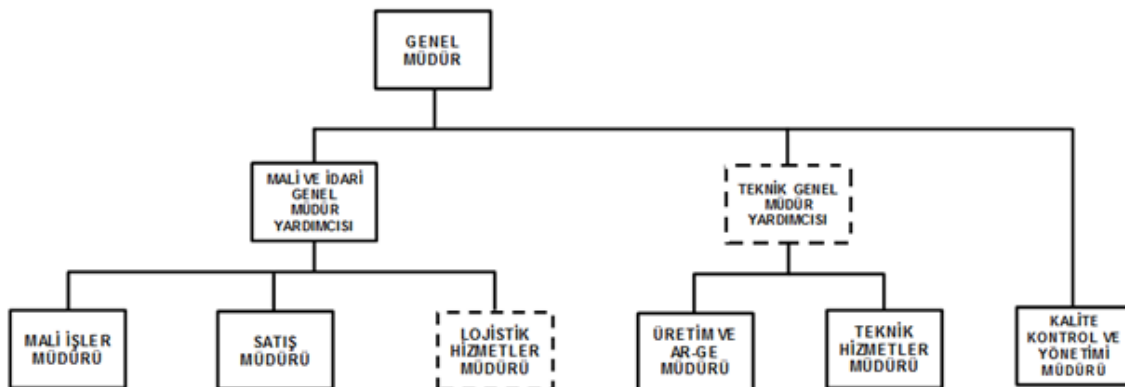 GENEL
MÜDÜR
MALİ VE İDARİ
GENEL
MÜDÜR
YARDIMCISI
TEKNİK GENEL
MÜDÜR
YARDIMCISI
MALİ İŞLER
MÜDÜRÜ
SATIŞ
MÜDÜRÜ
LOJİSTİK
HİZMETLER
MÜDÜRÜ
ÜRETİM VE
AR-GE
MÜDÜRÜ
TEKNİK
HİZMETLER
MÜDÜRÜ
KALİTE
KONTROL VE
YÖNETİMİ
MÜDÜRÜ